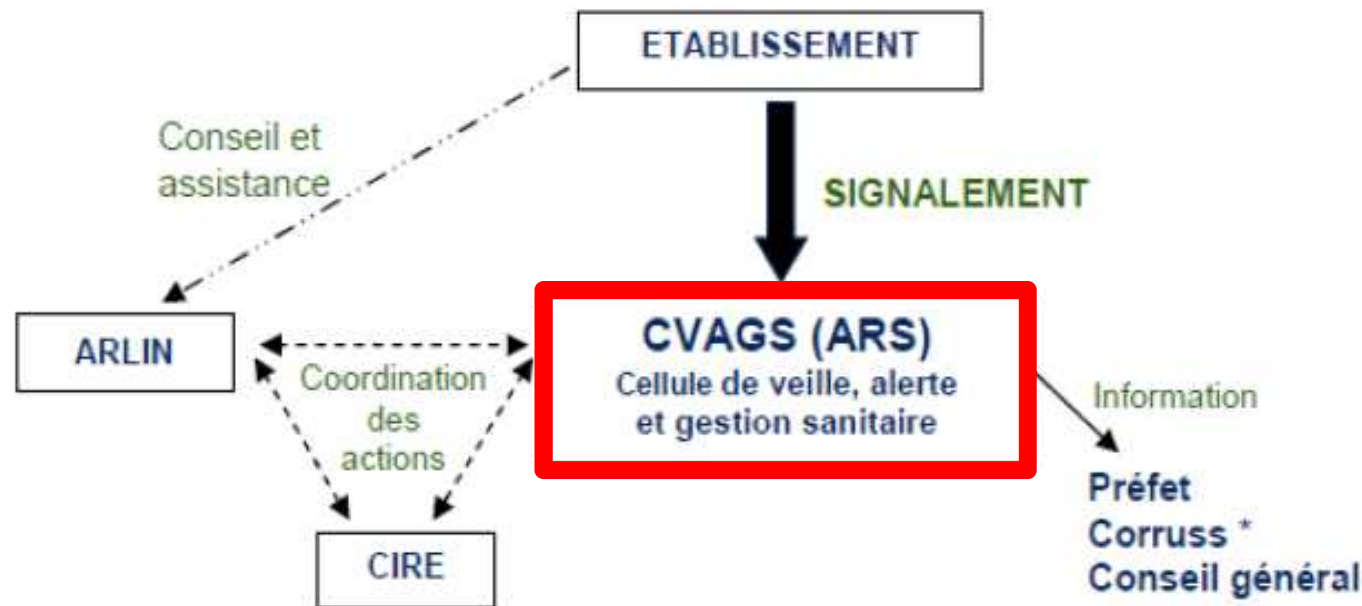 ETABLISSEMENT
Conseil et
assistance
SIGNALEMENT
ARLIN
Coordination
des
actions
CVAGS (ARS)
Cellule de veille, alerte
et gestion sanitaire
Information
Préfet
Corruss *
Conseil général
CIRE